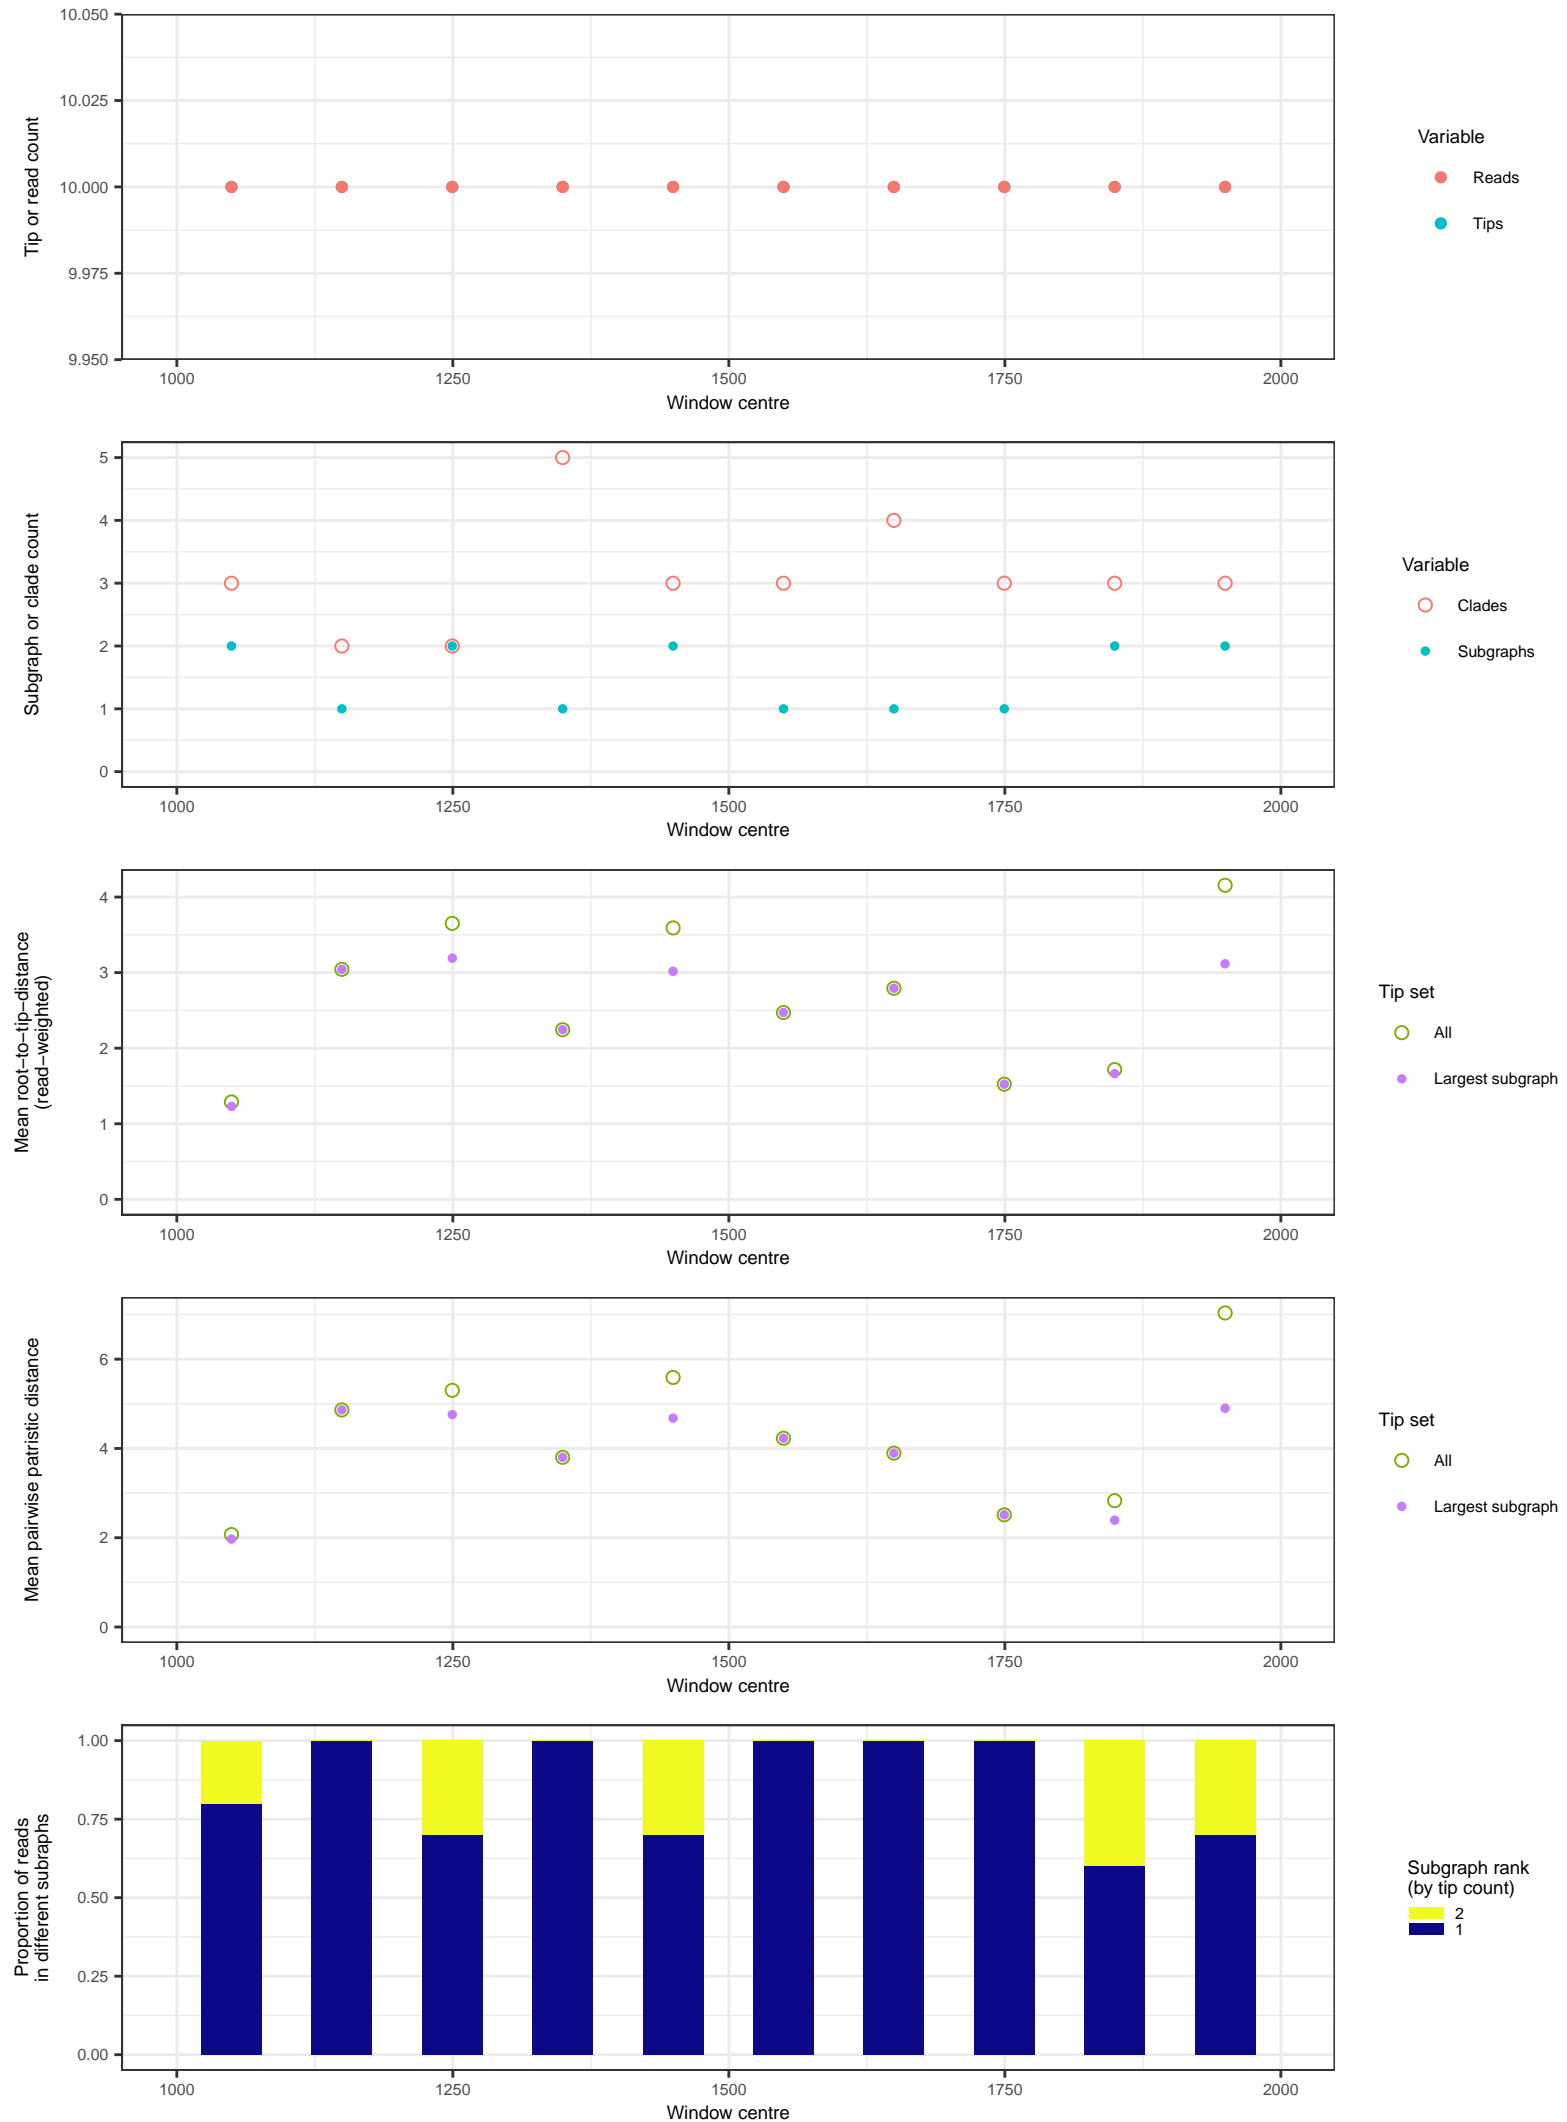 10.050
10.025
10.000
9.975
9.950
Tip or read count
1000 1250 1500 1750 2000
Window centre
Variable
Reads
Tips
5
4
3
2
1
0
Subgraph or clade count
1000 1250 1500 1750 2000
Window centre
Variable
Clades
Subgraphs
4
3
2
1
0
Mean root−to−tip−distance
(read−weighted)
1000 1250 1500 1750 2000
Window centre
Tip set
All
Largest subgraph
6
4
2
0
Mean pairwise patristic distance
1000 1250 1500 1750 2000
Window centre
Tip set
All
Largest subgraph
1.00
0.75
0.50
0.25
0.00
Proportion of reads
in different subraphs
1000 1250 1500 1750 2000
Window centre
Subgraph rank
(by tip count)
2
1